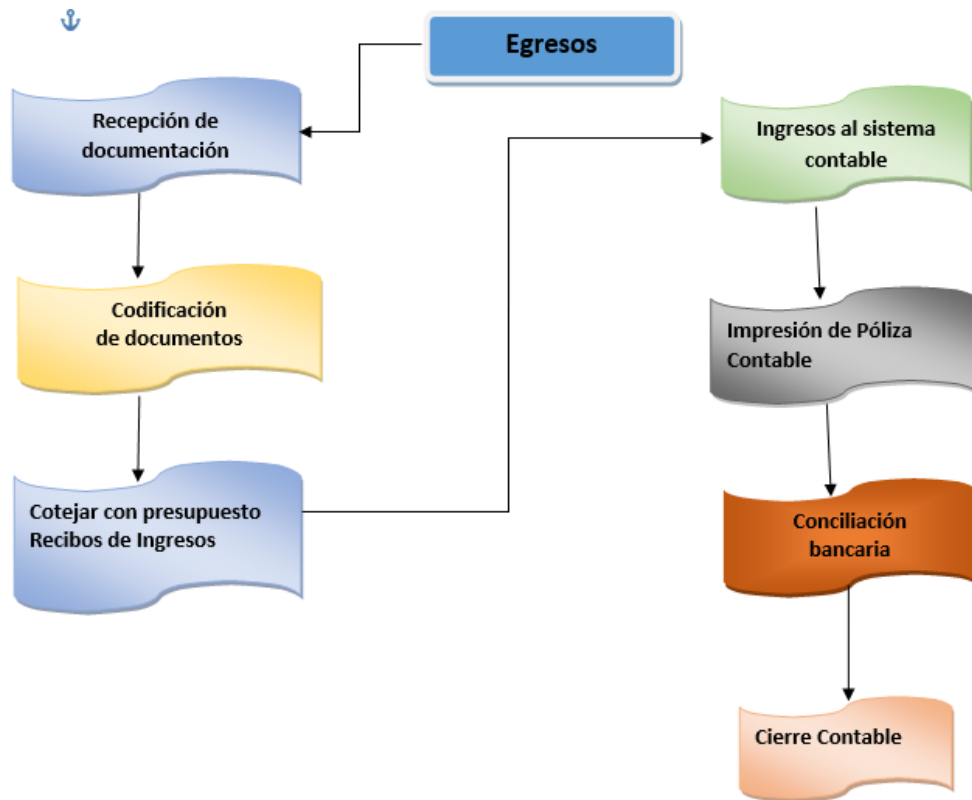 Egresos
Recepción de
documentación
Codificación
de documentos
Cotejar con presupuesto
Recibos de Ingresos
Ingresos al sistema
contable
Impresión de Póliza
Contable
Conciliación
bancaria
Cierre Contable